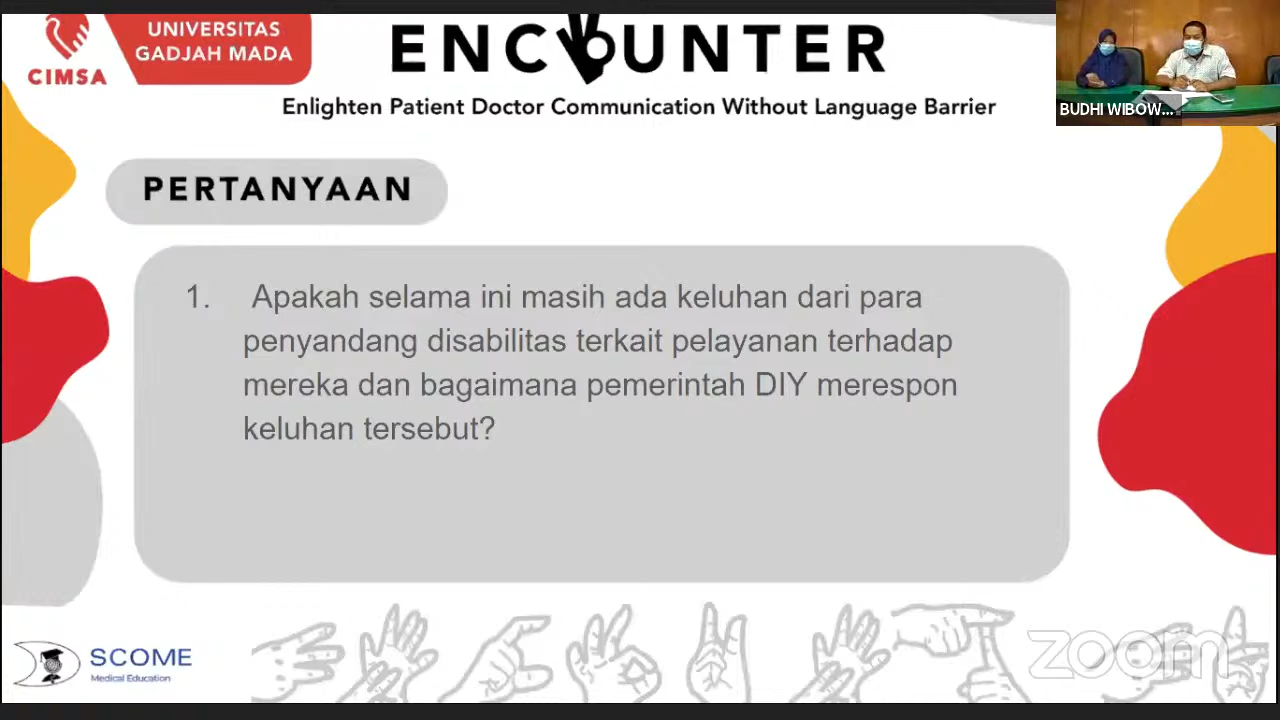 CIMSA
UNIVERSITAS
GADJAH MADA
ENCOUNTER
Enlighten Patient Doctor Communication Without Language Barrier
BUDHI WIBOW...
PERTANYAAN
1. Apakah selama ini masih ada keluhan dari para
penyandang disabilitas terkait pelayanan terhadap
mereka dan bagaimana pemerintah DIY merespon
keluhan tersebut?
SCOME
Medical Education
zoom